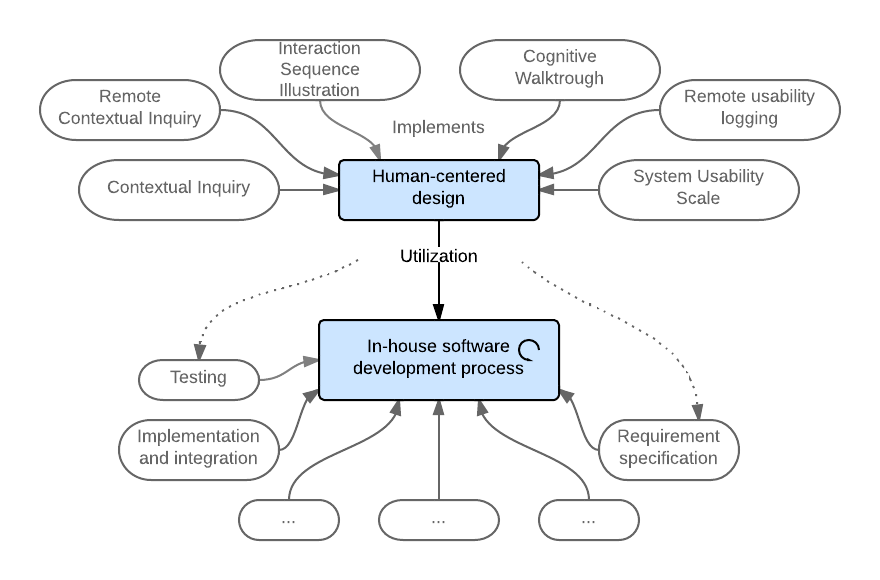 Interaction
Sequence
Illustration
Cognitive
Walktrough
Remote
Contextual Inquiry
Implements
Remote usability
logging
Contextual Inquiry
Human-centered
design
System Usability
Scale
Utilization
In-house software
development process
Testing
Implementation
and integration
Requirement
specification
...
...
...